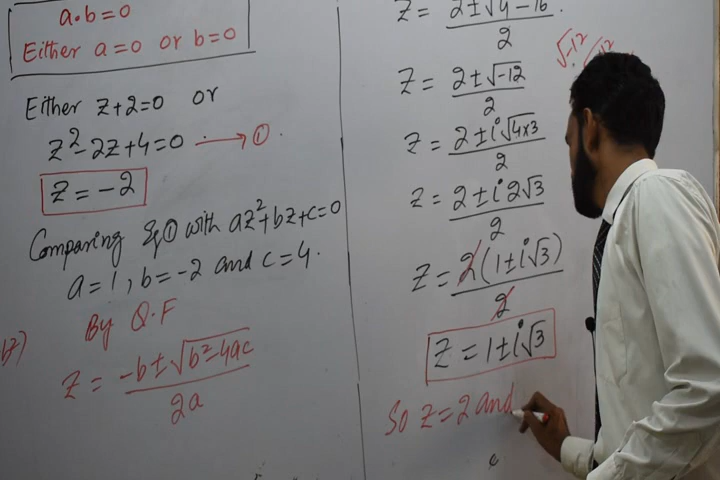 a.b=0
Either a=0 or b=0
Either z+2=0 or
z²-2z+4=0 → ①.
z=-2
Comparing Eq① with az²+bz+c=0
a=1, b=-2 and c=4.
By Q.F
z = -b±√b²-4ac / 2a
z = 2±√4-16 / 2
√-12
z = 2±√-12 / 2
z = 2±i√4x3 / 2
z = 2±i2√3 / 2
z = 2(1±i√3) / 2
z = 1±i√3
So z=2 and